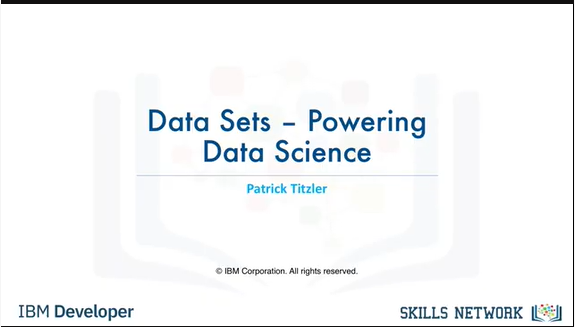 Data Sets – Powering
Data Science
Patrick Titzler
© IBM Corporation. All rights reserved.
IBM Developer
SKILLS NETWORK